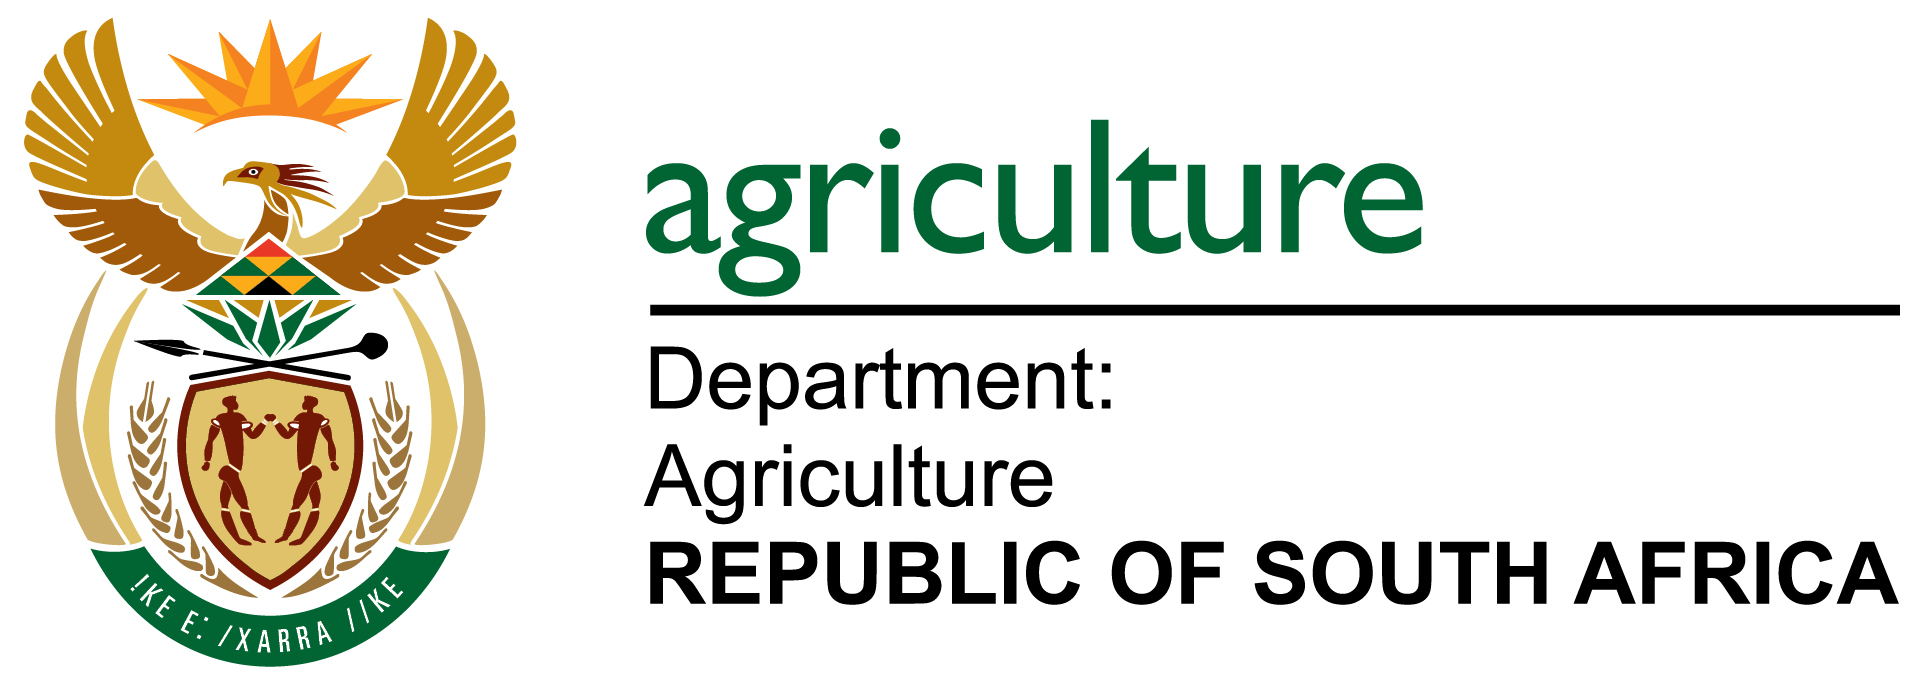 !KE E: /XARRA //KE
agriculture
Department:
Agriculture
REPUBLIC OF SOUTH AFRICA